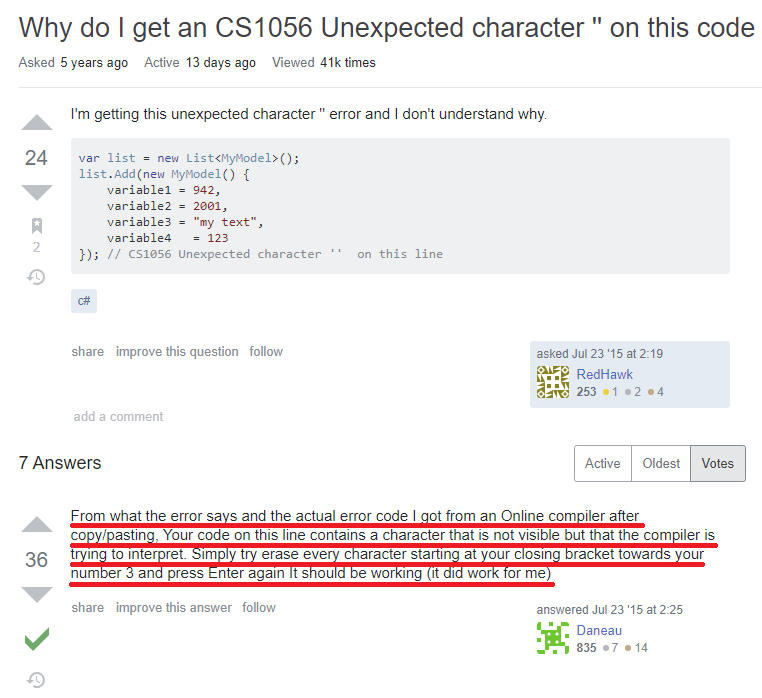 Why do I get an CS1056 Unexpected character '' on this code
Asked 5 years ago Active 13 days ago Viewed 41k times
I'm getting this unexpected character '' error and I don't understand why.
24
var list = new List<MyModel>();
list.Add(new MyModel() {
    variable1 = 942,
    variable2 = 2001,
    variable3 = "my text",
    variable4   = 123
}); // CS1056 Unexpected character ''  on this line
2
c#
share improve this question follow
asked Jul 23 '15 at 2:19
RedHawk
253 1 2 4
add a comment
7 Answers
Active Oldest Votes
From what the error says and the actual error code I got from an Online compiler after
copy/pasting, Your code on this line contains a character that is not visible but that the compiler is
trying to interpret. Simply try erase every character starting at your closing bracket towards your
number 3 and press Enter again It should be working (it did work for me)
36
share improve this answer follow
answered Jul 23 '15 at 2:25
Daneau
835 7 14